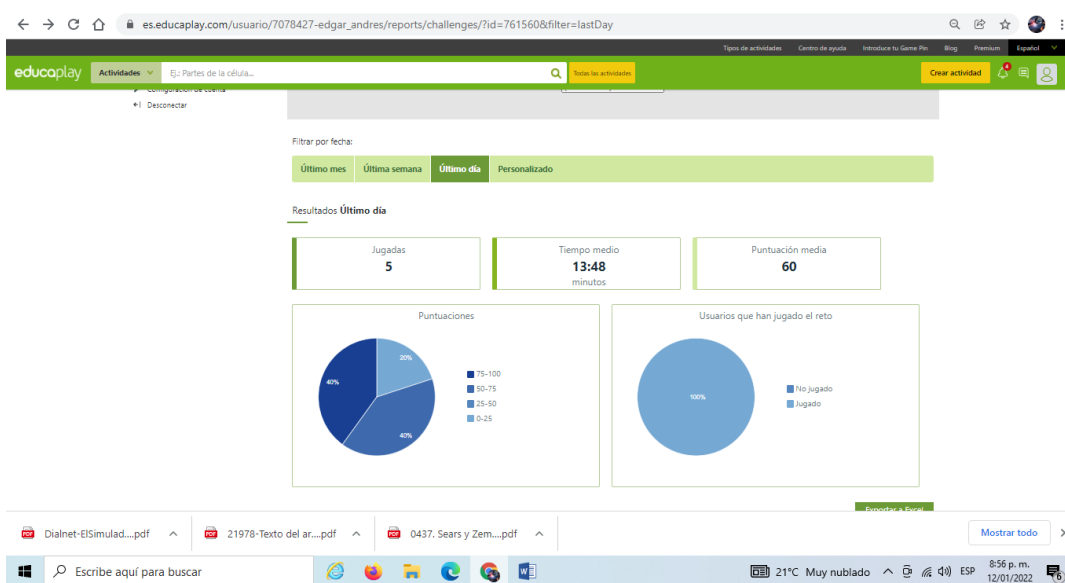 es.educaplay.com/usuario/7078427-edgar_andres/reports/challenges/?id=761560&filter=lastDay
Tipos de actividades Centro de ayuda Introduce tu Game Pin Blog Premium Español
educaplay Actividades Ej.: Partes de la célula... Todas las actividades Crear actividad 4
Configuración de cuenta
Desconectar
Filtrar por fecha:
Último mes Última semana Último día Personalizado
Resultados Último día
Jugadas Tiempo medio Puntuación media
5 13:48 60
minutos
Puntuaciones Usuarios que han jugado el reto
20%
40%
40%
75-100
50-75
25-50
0-25
100%
No jugado
Jugado
Exportar a Excel
Dialnet-ElSimulad....pdf 21978-Texto del ar....pdf 0437. Sears y Zem....pdf Mostrar todo
Escribe aquí para buscar 21°C Muy nublado ESP 8:56 p. m.
12/01/2022 6